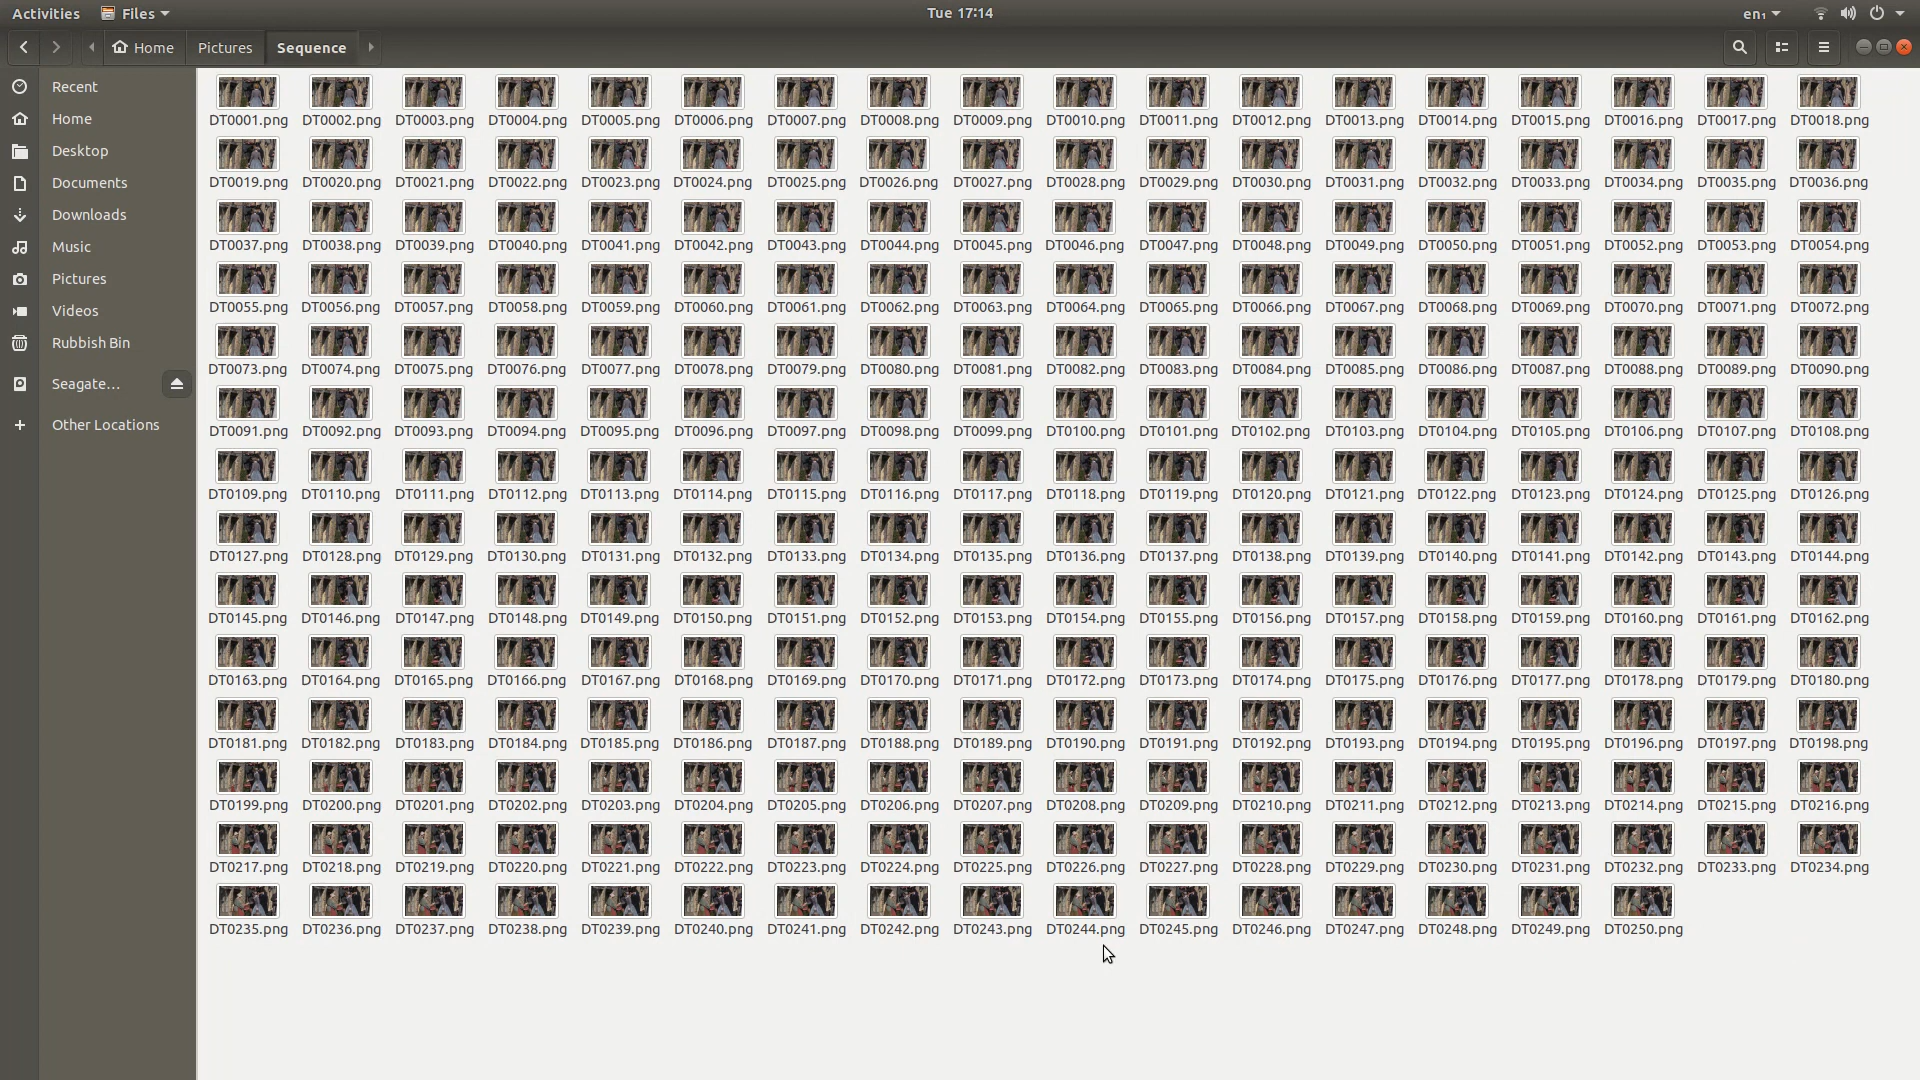 Activities Files Tue 17:14 en₁
Home Pictures Sequence
Recent
Home
Desktop
Documents
Downloads
Music
Pictures
Videos
Rubbish Bin
Seagate...
Other Locations
DT0001.png DT0002.png DT0003.png DT0004.png DT0005.png DT0006.png DT0007.png DT0008.png DT0009.png DT0010.png DT0011.png DT0012.png DT0013.png DT0014.png DT0015.png DT0016.png DT0017.png DT0018.png
DT0019.png DT0020.png DT0021.png DT0022.png DT0023.png DT0024.png DT0025.png DT0026.png DT0027.png DT0028.png DT0029.png DT0030.png DT0031.png DT0032.png DT0033.png DT0034.png DT0035.png DT0036.png
DT0037.png DT0038.png DT0039.png DT0040.png DT0041.png DT0042.png DT0043.png DT0044.png DT0045.png DT0046.png DT0047.png DT0048.png DT0049.png DT0050.png DT0051.png DT0052.png DT0053.png DT0054.png
DT0055.png DT0056.png DT0057.png DT0058.png DT0059.png DT0060.png DT0061.png DT0062.png DT0063.png DT0064.png DT0065.png DT0066.png DT0067.png DT0068.png DT0069.png DT0070.png DT0071.png DT0072.png
DT0073.png DT0074.png DT0075.png DT0076.png DT0077.png DT0078.png DT0079.png DT0080.png DT0081.png DT0082.png DT0083.png DT0084.png DT0085.png DT0086.png DT0087.png DT0088.png DT0089.png DT0090.png
DT0091.png DT0092.png DT0093.png DT0094.png DT0095.png DT0096.png DT0097.png DT0098.png DT0099.png DT0100.png DT0101.png DT0102.png DT0103.png DT0104.png DT0105.png DT0106.png DT0107.png DT0108.png
DT0109.png DT0110.png DT0111.png DT0112.png DT0113.png DT0114.png DT0115.png DT0116.png DT0117.png DT0118.png DT0119.png DT0120.png DT0121.png DT0122.png DT0123.png DT0124.png DT0125.png DT0126.png
DT0127.png DT0128.png DT0129.png DT0130.png DT0131.png DT0132.png DT0133.png DT0134.png DT0135.png DT0136.png DT0137.png DT0138.png DT0139.png DT0140.png DT0141.png DT0142.png DT0143.png DT0144.png
DT0145.png DT0146.png DT0147.png DT0148.png DT0149.png DT0150.png DT0151.png DT0152.png DT0153.png DT0154.png DT0155.png DT0156.png DT0157.png DT0158.png DT0159.png DT0160.png DT0161.png DT0162.png
DT0163.png DT0164.png DT0165.png DT0166.png DT0167.png DT0168.png DT0169.png DT0170.png DT0171.png DT0172.png DT0173.png DT0174.png DT0175.png DT0176.png DT0177.png DT0178.png DT0179.png DT0180.png
DT0181.png DT0182.png DT0183.png DT0184.png DT0185.png DT0186.png DT0187.png DT0188.png DT0189.png DT0190.png DT0191.png DT0192.png DT0193.png DT0194.png DT0195.png DT0196.png DT0197.png DT0198.png
DT0199.png DT0200.png DT0201.png DT0202.png DT0203.png DT0204.png DT0205.png DT0206.png DT0207.png DT0208.png DT0209.png DT0210.png DT0211.png DT0212.png DT0213.png DT0214.png DT0215.png DT0216.png
DT0217.png DT0218.png DT0219.png DT0220.png DT0221.png DT0222.png DT0223.png DT0224.png DT0225.png DT0226.png DT0227.png DT0228.png DT0229.png DT0230.png DT0231.png DT0232.png DT0233.png DT0234.png
DT0235.png DT0236.png DT0237.png DT0238.png DT0239.png DT0240.png DT0241.png DT0242.png DT0243.png DT0244.png DT0245.png DT0246.png DT0247.png DT0248.png DT0249.png DT0250.png